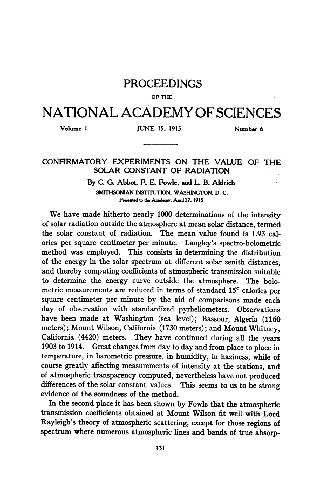 PROCEEDINGS
OF THE
NATIONAL ACADEMY OF SCIENCES
Volume 1 JUNE 15, 1915 Number 6
CONFIRMATORY EXPERIMENTS ON THE VALUE OF THE
SOLAR CONSTANT OF RADIATION
By C. G. Abbot, F. E. Fowle, and L. B. Aldrich
SMITHSONIAN INSTITUTION, WASHINGTON, D. C.
Presented to the Academy, April 27, 1915
We have made hitherto nearly 1000 determinations of the intensity
of solar radiation outside the atmosphere at mean solar distance, termed
the solar constant of radiation. The mean value found is 1.93 cal-
ories per square centimeter per minute. Langley's spectro-bolometric
method was employed. This consists in determining the distribution
of the energy in the solar spectrum at different solar zenith distances,
and thereby computing coefficients of atmospheric transmission suitable
to determine the energy curve outside the atmosphere. The bolo-
metric measurements are reduced in terms of standard 15° calories per
square centimeter per minute by the aid of comparisons made each
day of observation with standardized pyrheliometers. Observations
have been made at Washington (sea level); Bassour, Algeria (1160
meters); Mount Wilson, California (1730 meters); and Mount Whitney,
California (4420) meters. They have continued during all the years
1903 to 1914. Great changes from day to day and from place to place in
temperature, in barometric pressure, in humidity, in haziness, while of
course greatly affecting measurements of intensity at the stations, and
of atmospheric transparency computed, nevertheless have not produced
differences of the solar constant values. This seems to us to be strong
evidence of the soundness of the method.
In the second place it has been shown by Fowle that the atmospheric
transmission coefficients obtained at Mount Wilson fit well with Lord
Rayleigh's theory of atmospheric scattering, except for those regions of
spectrum where numerous atmospheric lines and bands of true absorp-
331